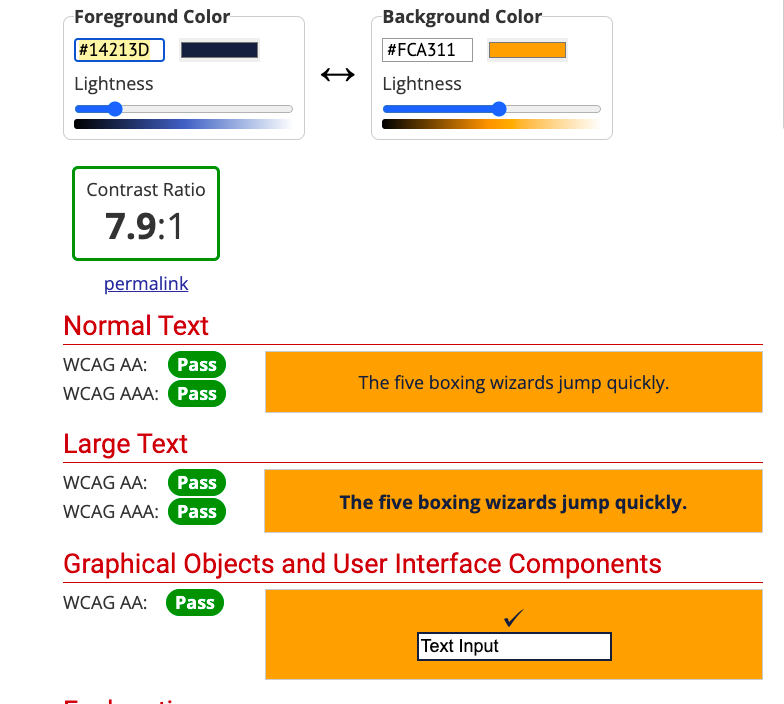 Foreground Color
#14213D
Lightness
Background Color
#FCA311
Lightness
Contrast Ratio
7.9:1
permalink
Normal Text
WCAG AA: Pass
WCAG AAA: Pass
The five boxing wizards jump quickly.
Large Text
WCAG AA: Pass
WCAG AAA: Pass
The five boxing wizards jump quickly.
Graphical Objects and User Interface Components
WCAG AA: Pass
✓
Text Input